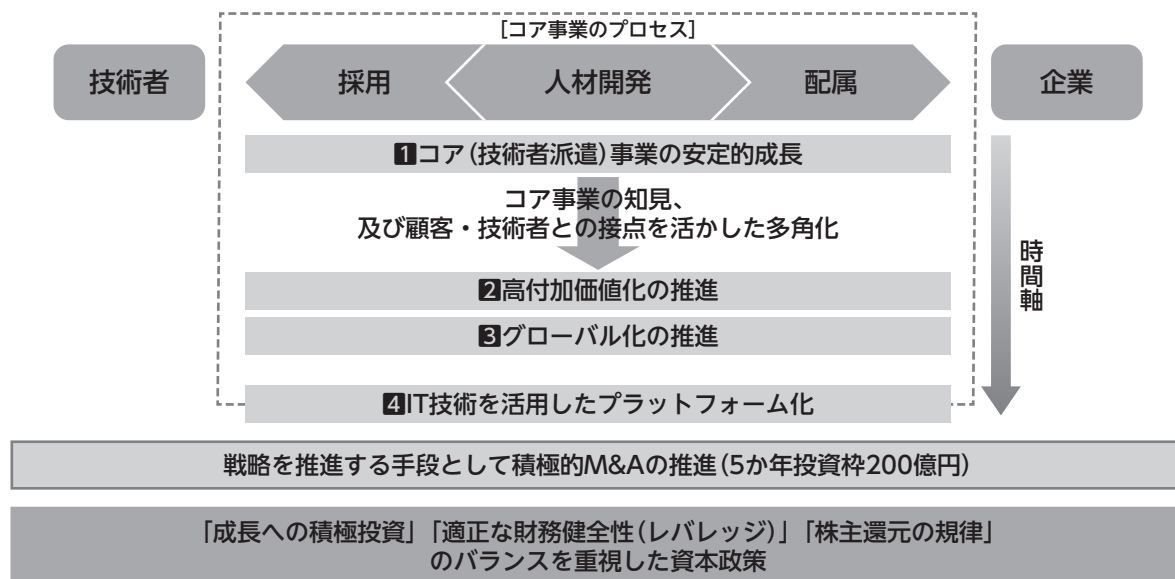 [コア事業のプロセス]
技術者
採用
人材開発
配属
企業
1コア(技術者派遣)事業の安定的成長
コア事業の知見、
及び顧客・技術者との接点を活かした多角化
2高付加価値化の推進
3グローバル化の推進
4IT技術を活用したプラットフォーム化
時間軸
戦略を推進する手段として積極的M&Aの推進(5か年投資枠200億円)
「成長への積極投資」「適正な財務健全性(レバレッジ)」「株主還元の規律」
のバランスを重視した資本政策